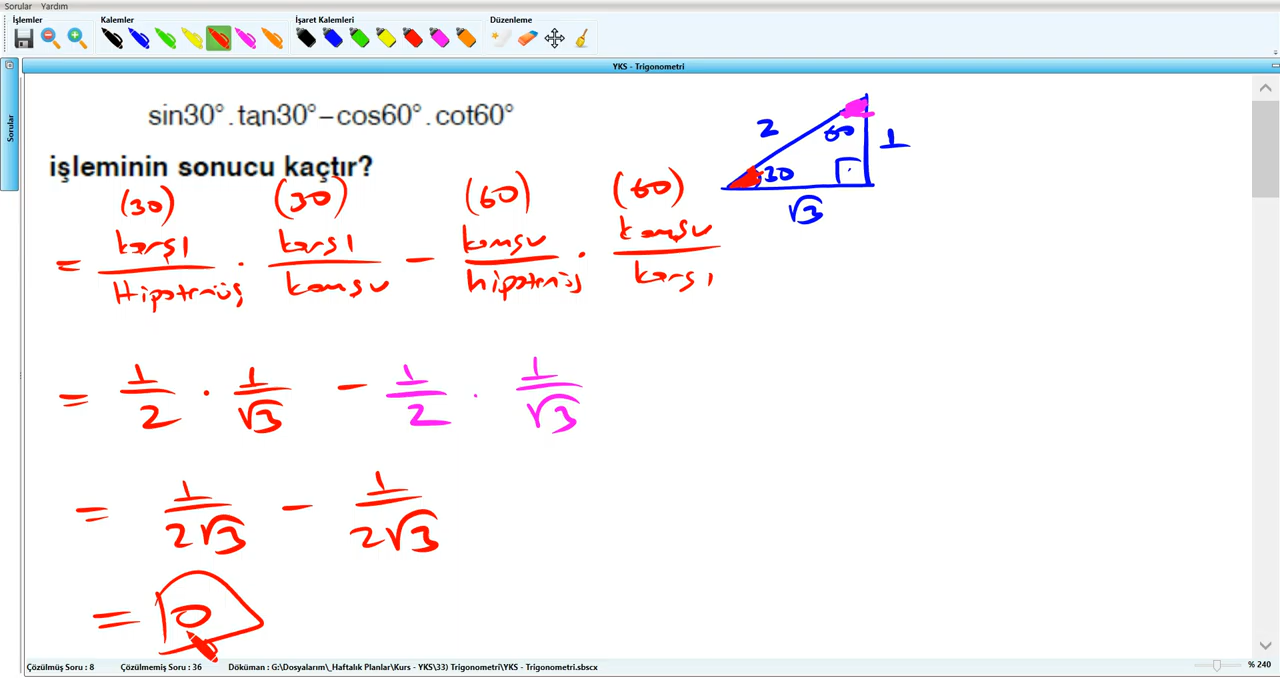 Sorular Yardım
İşlemler Kalemler İşaret Kalemleri Düzenleme
YKS - Trigonometri
Sorular
sin30°.tan30°–cos60°.cot60°
işleminin sonucu kaçtır?
2 60 1
30
√3
(30) (30) (60) (60)
= karşı/Hipotenüs . karşı/komşu – komşu/hipotenüs . komşu/karşı
= 1/2 . 1/√3 – 1/2 . 1/√3
= 1/2√3 – 1/2√3
= 0
Çözülmüş Soru : 8 Çözülmemiş Soru : 36 Döküman : G:\Dosyalarım\_Haftalık Planlar\Kurs - YKS\33) Trigonometri\YKS - Trigonometri.sbscx % 240